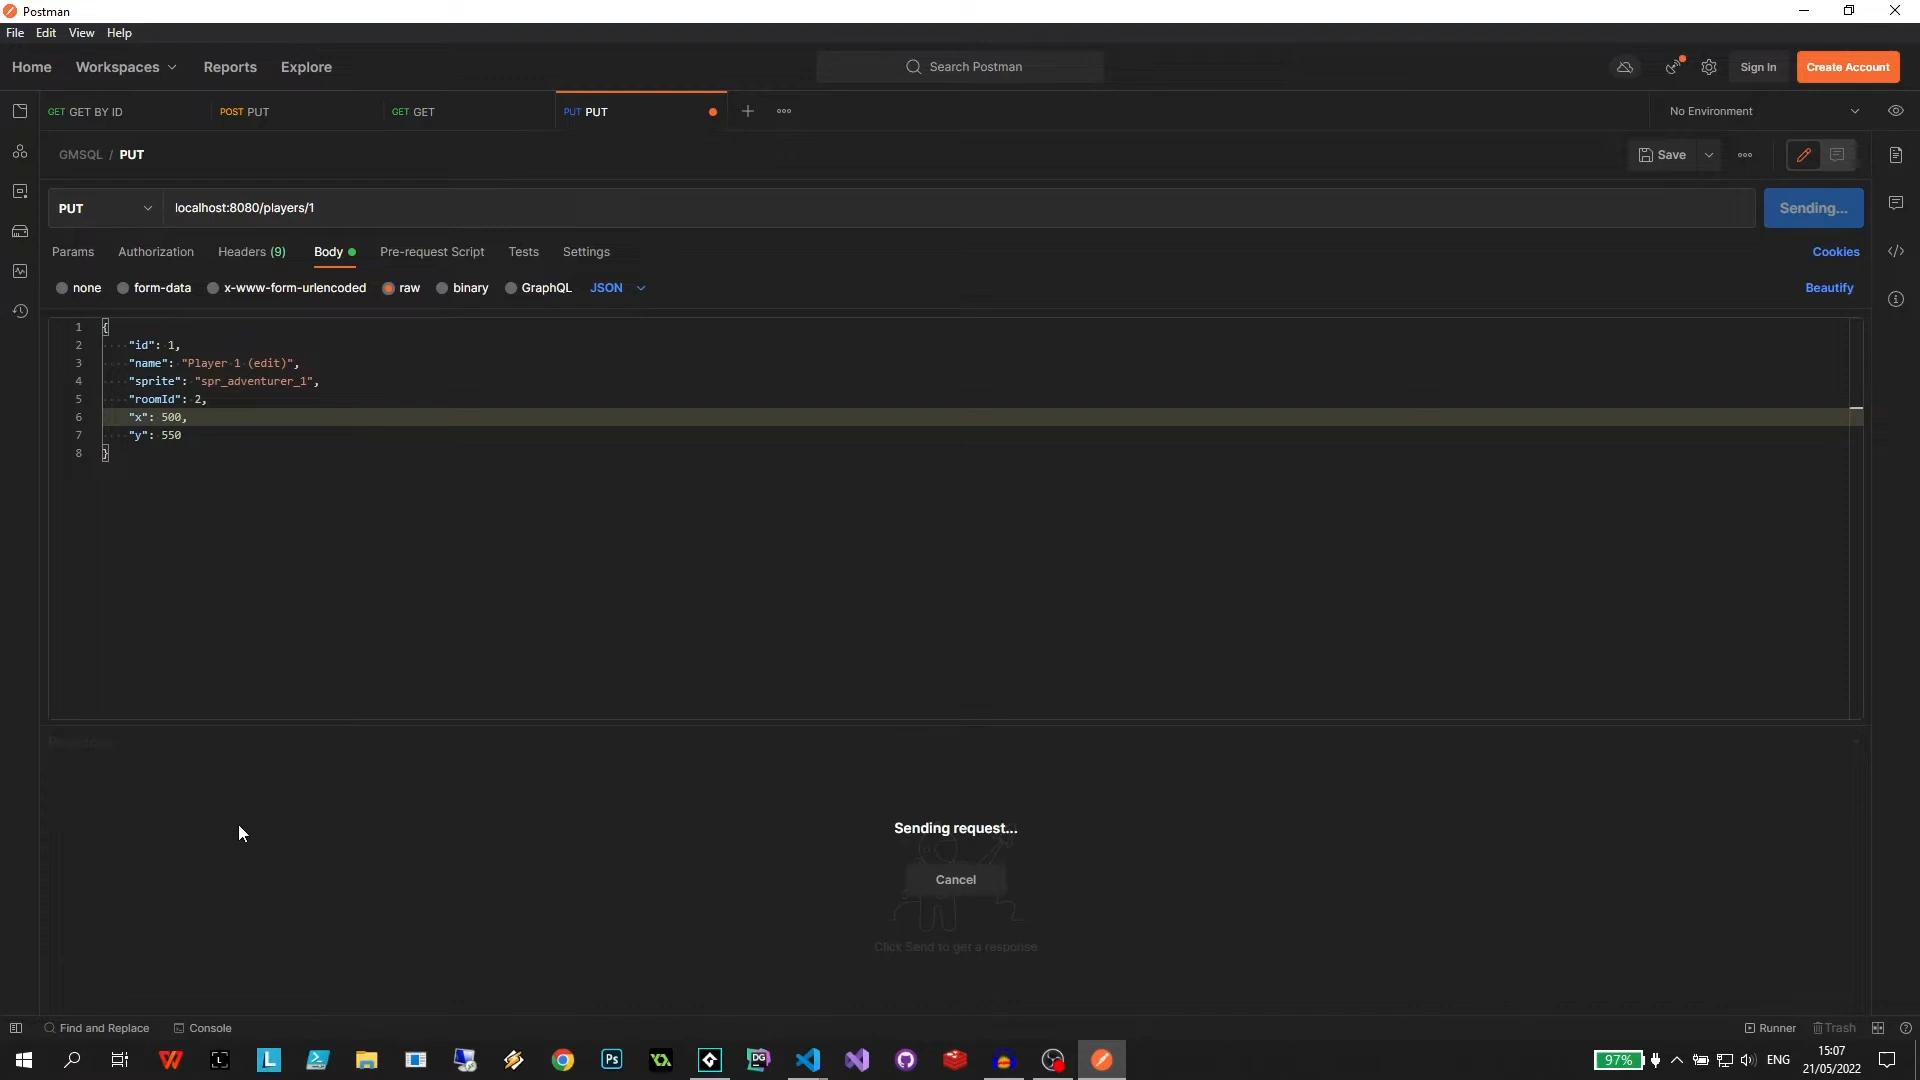 Postman
File Edit View Help
Home Workspaces Reports Explore Search Postman Sign In Create Account
GET GET BY ID POST PUT GET GET PUT PUT No Environment
GMSQL / PUT Save
PUT localhost:8080/players/1 Sending...
Params Authorization Headers (9) Body Pre-request Script Tests Settings Cookies
none form-data x-www-form-urlencoded raw binary GraphQL JSON Beautify
1 {
2 "id": 1,
3 "name": "Player 1 (edit)",
4 "sprite": "spr_adventurer_1",
5 "roomId": 2,
6 "x": 500,
7 "y": 550
8 }
Response
Sending request...
Cancel
Click Send to get a response
Find and Replace Console Runner Trash
L L Ps DG 97% ENG 15:07
21/05/2022